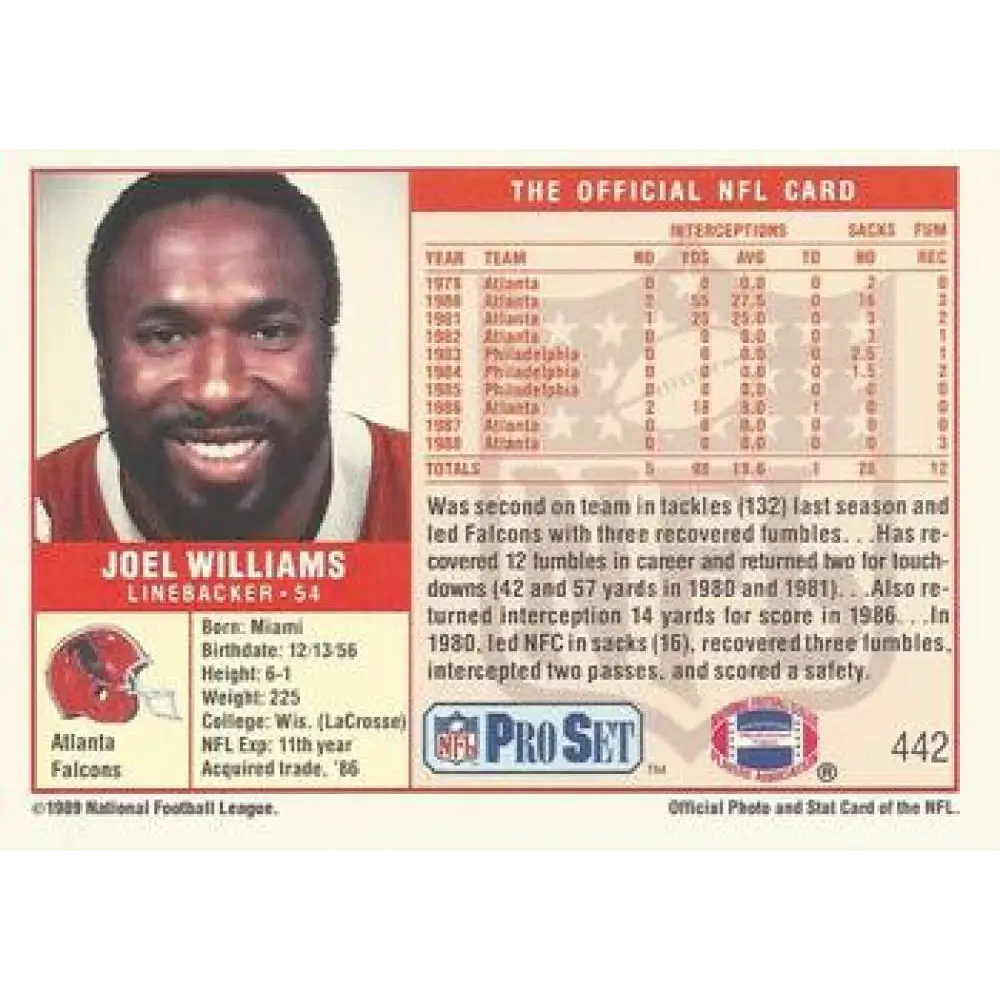 THE OFFICIAL NFL CARD
INTERCEPTIONS SACKS FUM
YEAR TEAM NO YDS AVG TD NO REC
1979 Atlanta 0 0 0.0 0 2 0
1980 Atlanta 2 55 27.5 0 16 3
1981 Atlanta 1 25 25.0 0 3 2
1982 Atlanta 0 0 0.0 0 3 1
1983 Philadelphia 0 0 0.0 0 2.5 1
1984 Philadelphia 0 0 0.0 0 1.5 2
1985 Philadelphia 0 0 0.0 0 0 0
1986 Atlanta 2 18 9.0 1 0 0
1987 Atlanta 0 0 0.0 0 0 0
1988 Atlanta 0 0 0.0 0 0 3
TOTALS 5 98 19.6 1 28 12
Was second on team in tackles (132) last season and
led Falcons with three recovered fumbles. . .Has re-
covered 12 fumbles in career and returned two for touch-
downs (42 and 57 yards in 1980 and 1981). . .Also re-
turned interception 14 yards for score in 1986. . .In
1980, led NFC in sacks (16), recovered three fumbles,
intercepted two passes, and scored a safety.
JOEL WILLIAMS
LINEBACKER • 54
Atlanta
Falcons
Born: Miami
Birthdate: 12/13/56
Height: 6-1
Weight: 225
College: Wis. (LaCrosse)
NFL Exp: 11th year
Acquired trade, '86
NFL PRO SET ™
®
442
©1989 National Football League.
Official Photo and Stat Card of the NFL.